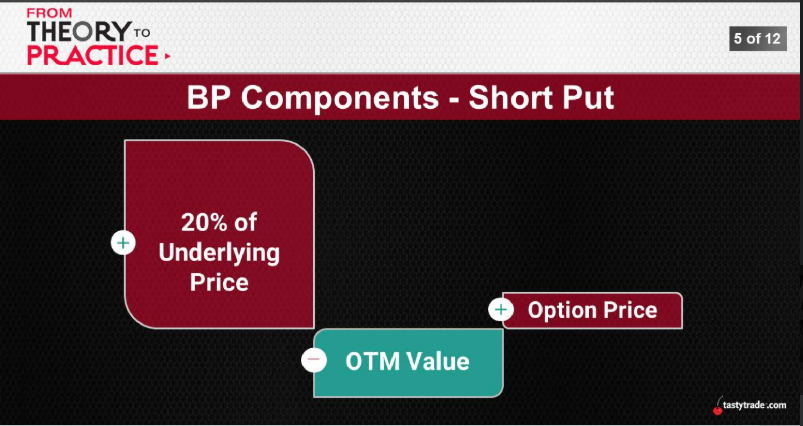 FROM
THEORY TO
PRACTICE
5 of 12
BP Components - Short Put
20% of
Underlying
Price
+
+
Option Price
−
OTM Value
tastytrade.com